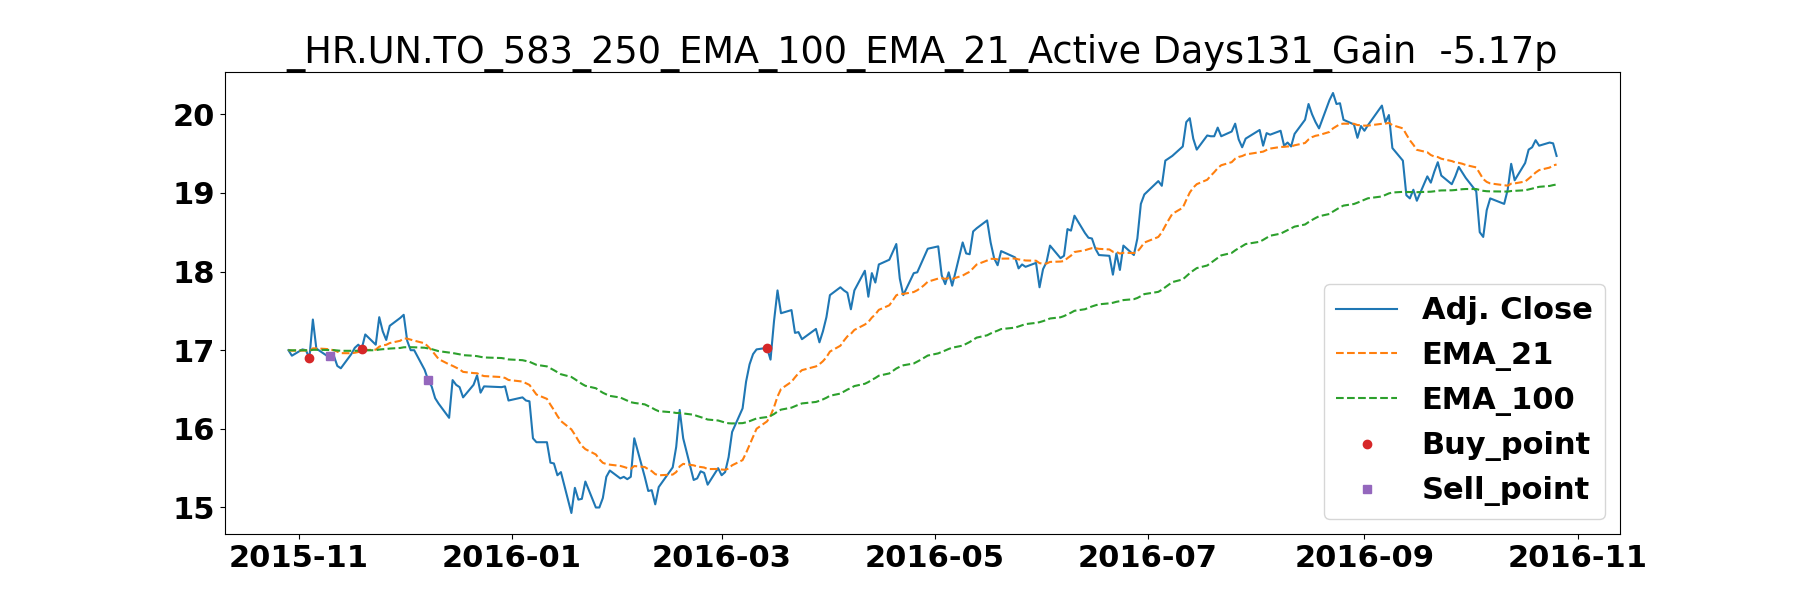 _HR.UN.TO_583_250_EMA_100_EMA_21_Active Days131_Gain  -5.17p
20
19
18
17
16
15
Adj. Close
EMA_21
EMA_100
Buy_point
Sell_point
2015-11
2016-01
2016-03
2016-05
2016-07
2016-09
2016-11